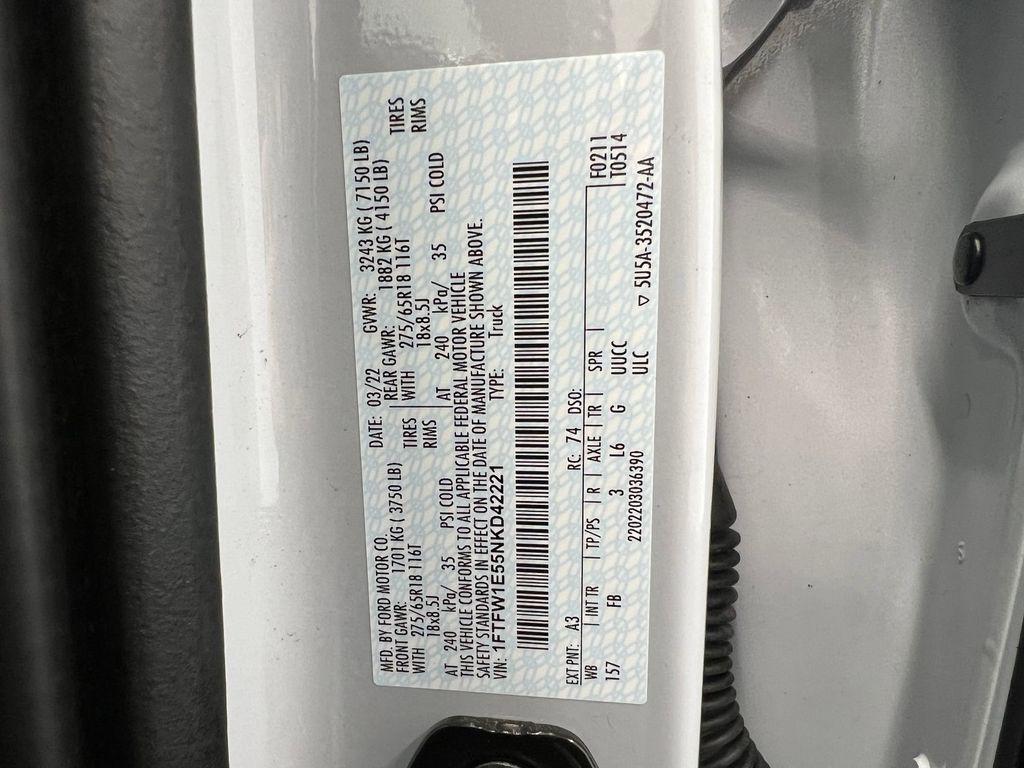 MFD. BY FORD MOTOR CO.
DATE: 03/22 GVWR: 3243 KG ( 7150 LB)
FRONT GAWR: 1701 KG ( 3750 LB)
REAR GAWR: 1882 KG ( 4150 LB)
WITH 275/65R18 116T TIRES
WITH 275/65R18 116T TIRES
18x8.5J RIMS
18x8.5J RIMS
AT 240 kPa/ 35 PSI COLD
AT 240 kPa/ 35 PSI COLD
THIS VEHICLE CONFORMS TO ALL APPLICABLE FEDERAL MOTOR VEHICLE
SAFETY STANDARDS IN EFFECT ON THE DATE OF MANUFACTURE SHOWN ABOVE.
VIN: 1FTFW1E55NKD42221 TYPE: Truck
EXT PNT: A3 RC: 74 DSO: F0211
WB INT TR TP/PS R AXLE TR SPR T0514
157 FB 3 L6 G UUCC
2202203036390 ULC
▽ 5U5A-3520472-AA